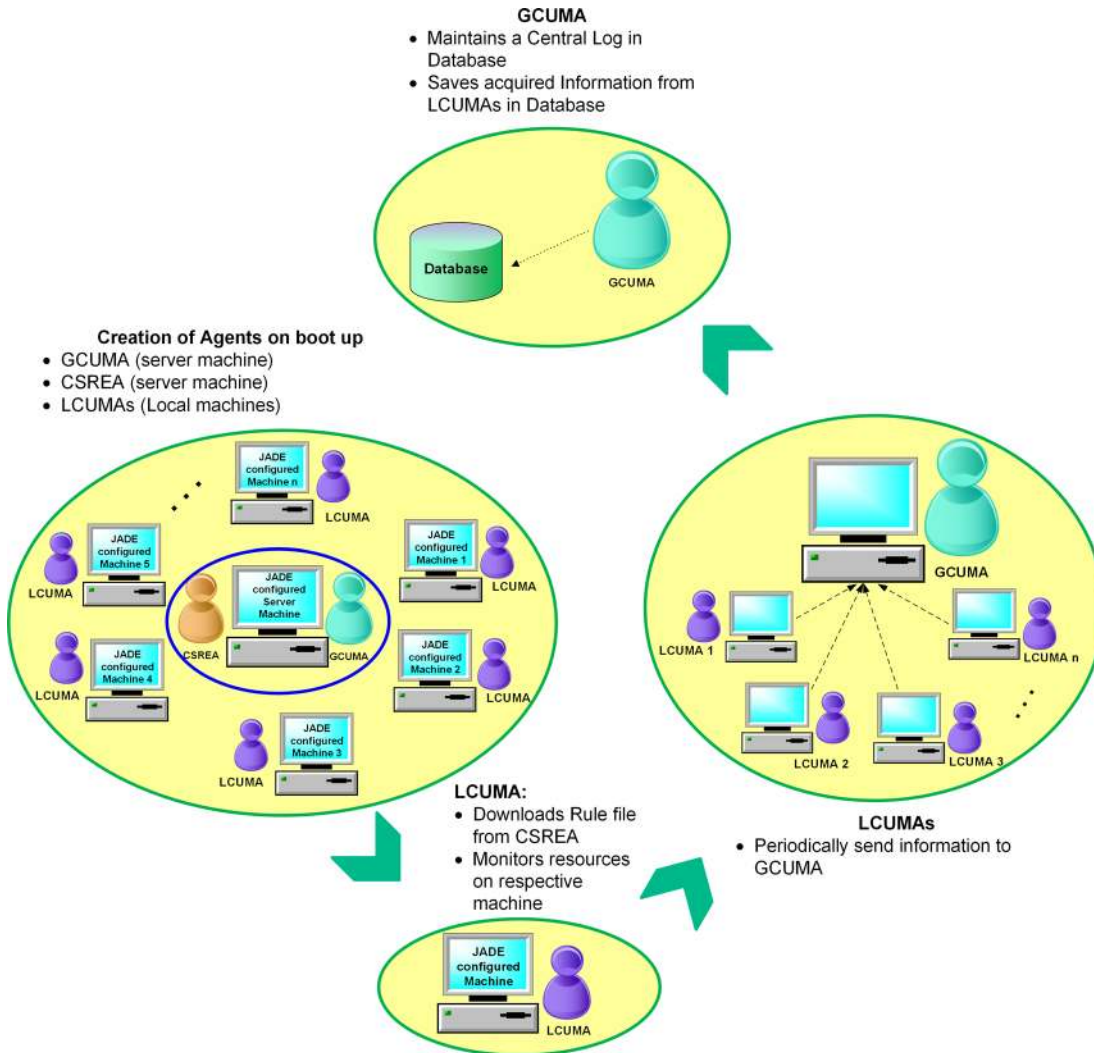 GCUMA
• Maintains a Central Log in
Database
• Saves acquired Information from
LCUMAs in Database
Database
GCUMA
Creation of Agents on boot up
• GCUMA (server machine)
• CSREA (server machine)
• LCUMAs (Local machines)
JADE
configured
Machine n
LCUMA
JADE
configured
Machine 5
LCUMA
JADE
configured
Machine 1
LCUMA
JADE
configured
Server
Machine
CSREA
GCUMA
JADE
configured
Machine 4
LCUMA
JADE
configured
Machine 2
LCUMA
JADE
configured
Machine 3
LCUMA
GCUMA
LCUMA 1
LCUMA n
LCUMA 2
LCUMA 3
LCUMA:
• Downloads Rule file
from CSREA
• Monitors resources
on respective
machine
JADE
configured
Machine
LCUMA
LCUMAs
• Periodically send information to
GCUMA